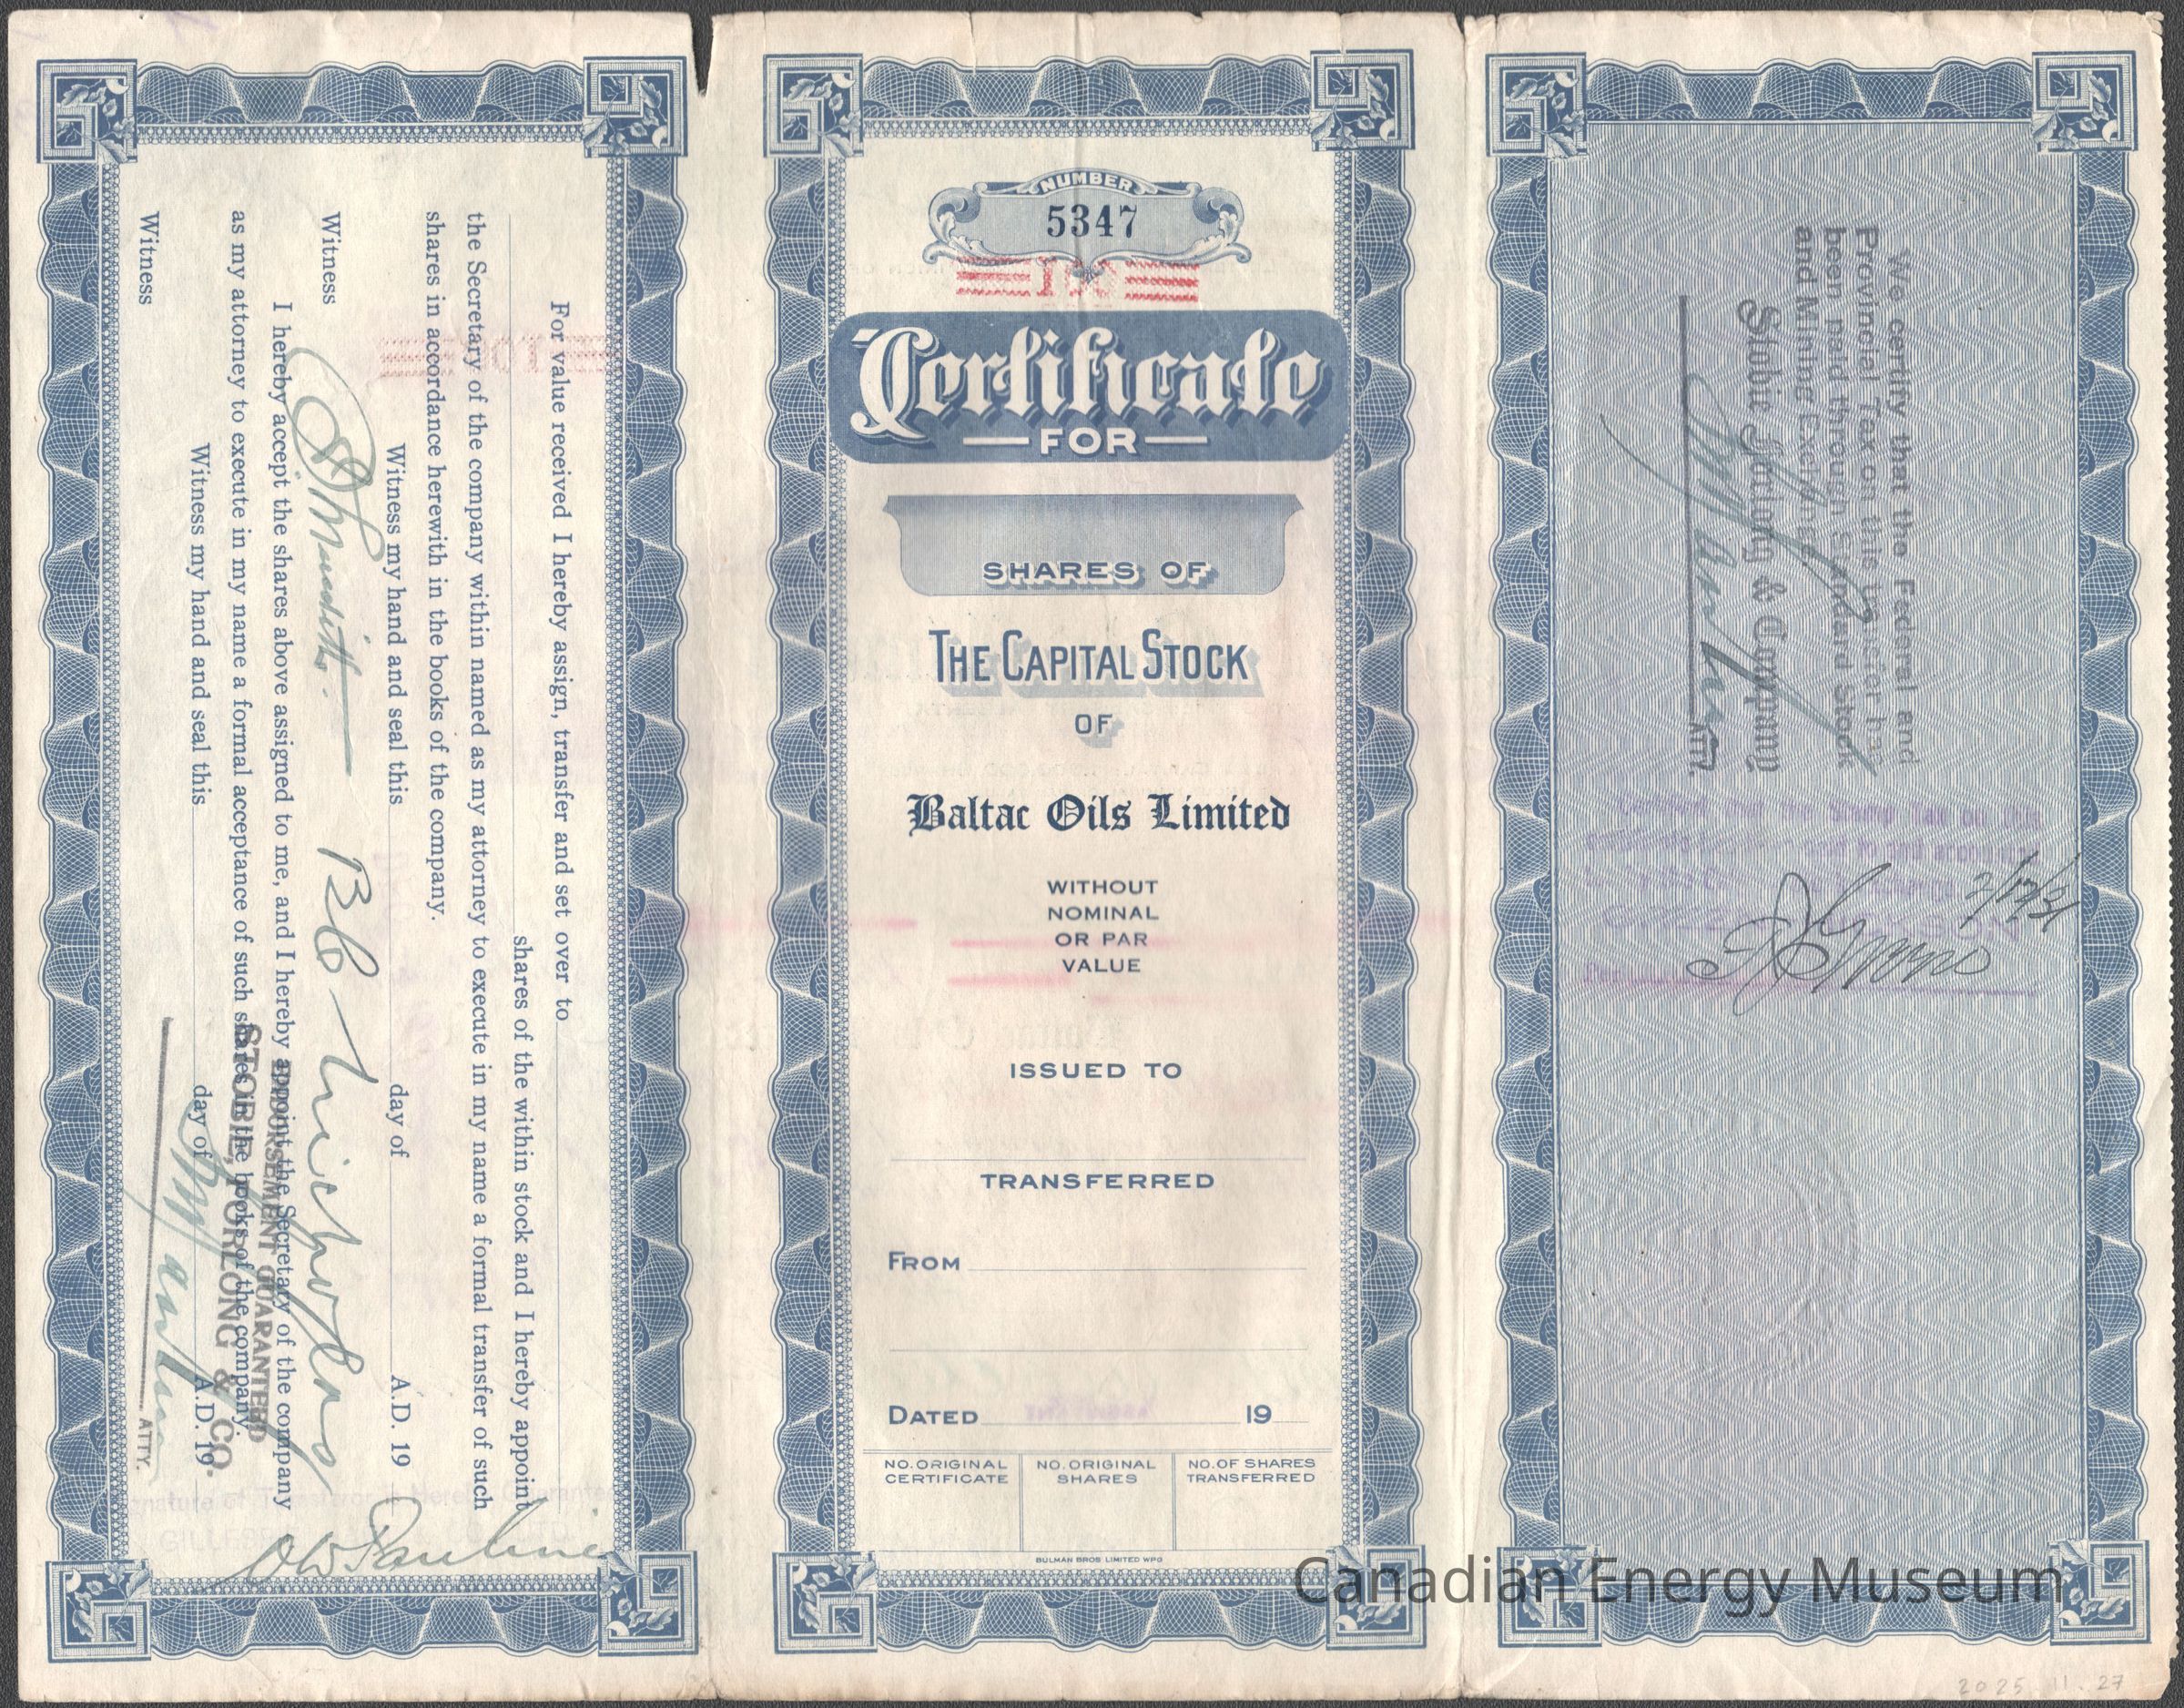 For value received I hereby assign, transfer and set over to
shares of the within stock and I hereby appoint
the Secretary of the company within named as my attorney to execute in my name a formal transfer of such
shares in accordance herewith in the books of the company.
Witness my hand and seal this day of A.D. 19
Witness
B C Nicholas
I hereby accept the shares above assigned to me, and I hereby appoint the Secretary of the company
as my attorney to execute in my name a formal acceptance of such shares in the books of the company.
Witness my hand and seal this day of A.D. 19
Witness
ENDORSEMENT GUARANTEED
STOBIE, FORLONG & CO.
ATTY.
Signature of Transferor is Hereby Guaranteed
NUMBER
5347
Certificate
FOR
SHARES OF
THE CAPITAL STOCK
OF
Baltac Oils Limited
WITHOUT
NOMINAL
OR PAR
VALUE
ISSUED TO
TRANSFERRED
FROM
DATED 19
NO. ORIGINAL CERTIFICATE
NO. ORIGINAL SHARES
NO. OF SHARES TRANSFERRED
BULMAN BROS LIMITED WPG
We certify that the Federal and
Provincial Tax on this transfer has
been paid through Standard Stock
and Mining Exchange
Stobie Forlong & Company
ATTY.
Canadian Energy Museum
2025.11.27